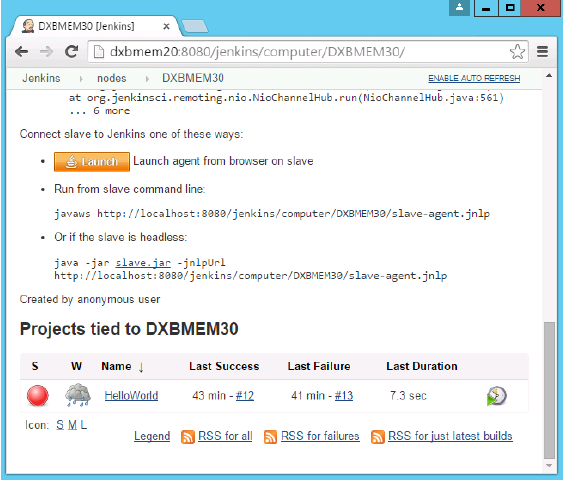 DXBMEM30 [Jenkins]
dxbmem20:8080/jenkins/computer/DXBMEM30/
Jenkins nodes DXBMEM30 ENABLE AUTO REFRESH
at org.jenkinsci.remoting.nio.NioChannelHub.run(NioChannelHub.java:561)
... 6 more
Connect slave to Jenkins one of these ways:
Launch Launch agent from browser on slave
Run from slave command line:
javaws http://localhost:8080/jenkins/computer/DXBMEM30/slave-agent.jnlp
Or if the slave is headless:
java -jar slave.jar -jnlpUrl
http://localhost:8080/jenkins/computer/DXBMEM30/slave-agent.jnlp
Created by anonymous user
Projects tied to DXBMEM30
S W Name ↓ Last Success Last Failure Last Duration
HelloWorld 43 min - #12 41 min - #13 7.3 sec
Icon: S M L
Legend RSS for all RSS for failures RSS for just latest builds